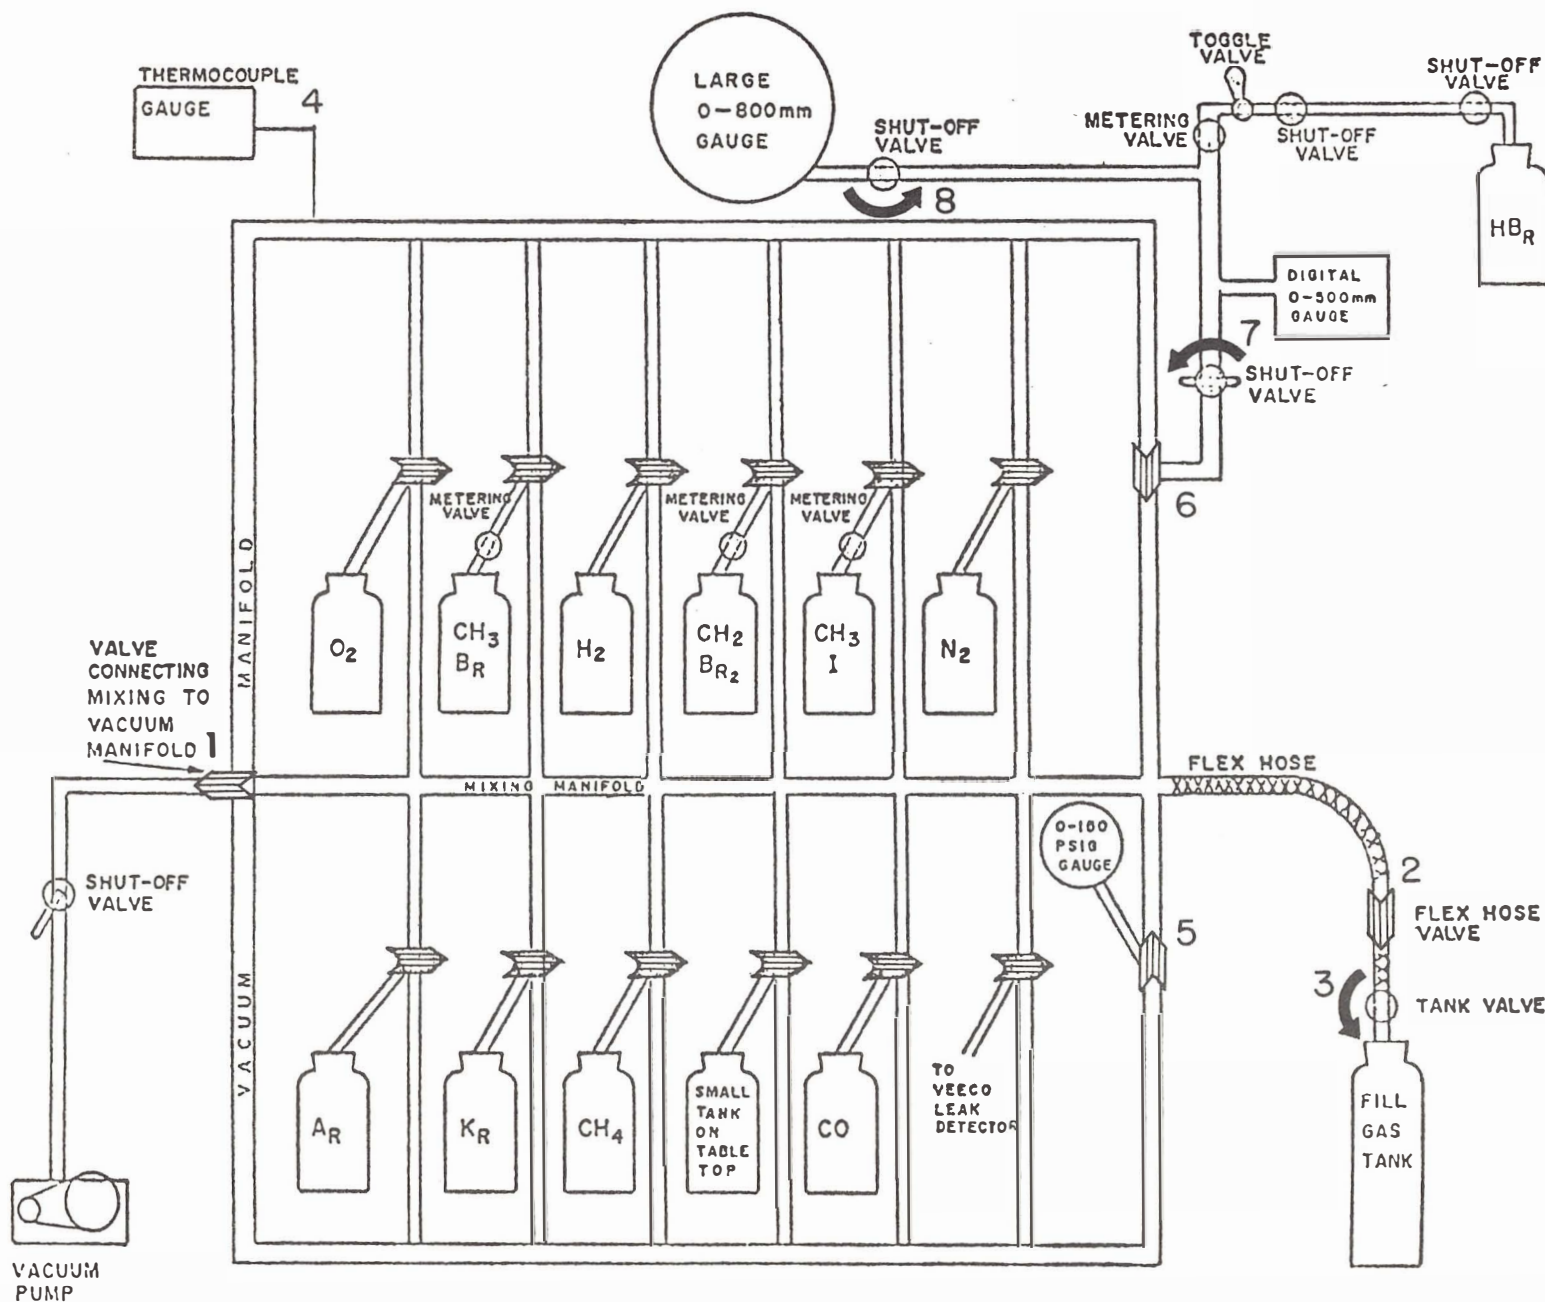 THERMOCOUPLE
GAUGE
4
LARGE
0-800mm
GAUGE
SHUT-OFF
VALVE
8
TOGGLE
VALVE
METERING
VALVE
SHUT-OFF
VALVE
SHUT-OFF
VALVE
HBR
DIGITAL
0-500mm
GAUGE
7
SHUT-OFF
VALVE
6
METERING
VALVE
METERING
VALVE
METERING
VALVE
O2
CH3
BR
H2
CH2
BR2
CH3
I
N2
MANIFOLD
VALVE
CONNECTING
MIXING TO
VACUUM
MANIFOLD 1
MIXING MANIFOLD
FLEX HOSE
SHUT-OFF
VALVE
0-160
PSIG
GAUGE
2
FLEX HOSE
VALVE
5
3
TANK VALVE
VACUUM
AR
KR
CH4
SMALL
TANK
ON
TABLE
TOP
CO
TO
VEECO
LEAK
DETECTOR
FILL
GAS
TANK
VACUUM
PUMP